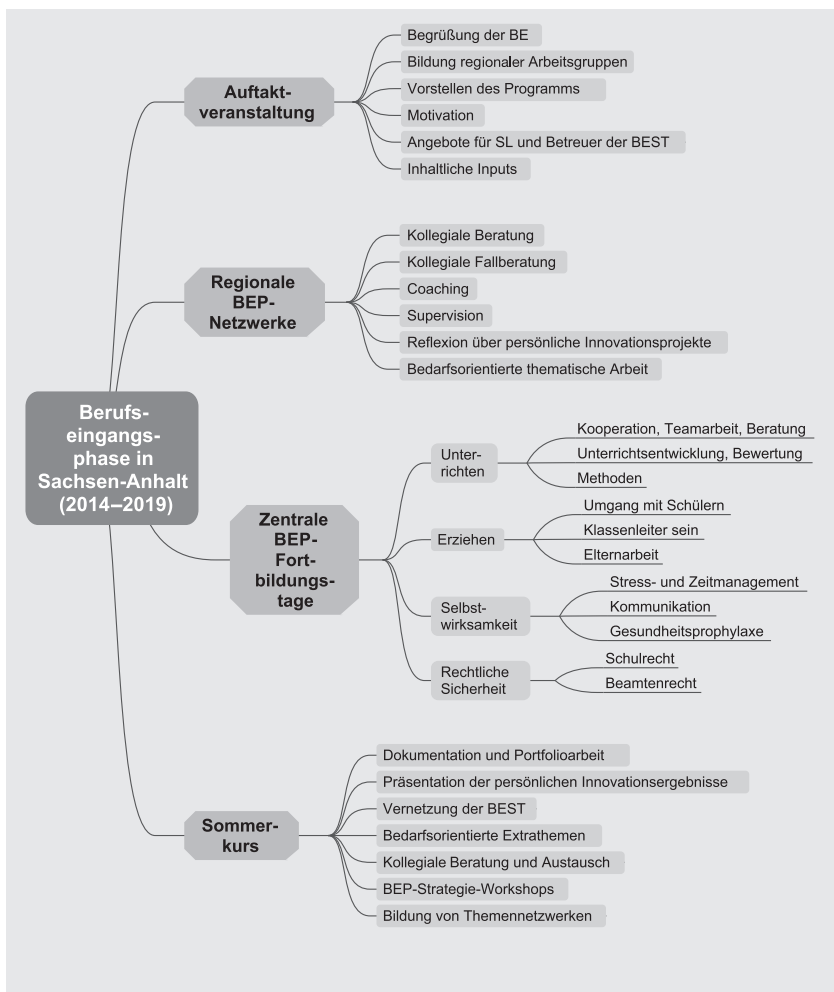 Auftakt-
veranstaltung
Begrüßung der BE
Bildung regionaler Arbeitsgruppen
Vorstellen des Programms
Motivation
Angebote für SL und Betreuer der BEST
Inhaltliche Inputs
Regionale
BEP-
Netzwerke
Kollegiale Beratung
Kollegiale Fallberatung
Coaching
Supervision
Reflexion über persönliche Innovationsprojekte
Bedarfsorientierte thematische Arbeit
Berufs-
eingangs-
phase in
Sachsen-Anhalt
(2014–2019)
Zentrale
BEP-
Fort-
bildungs-
tage
Unter-
richten
Kooperation, Teamarbeit, Beratung
Unterrichtsentwicklung, Bewertung
Methoden
Erziehen
Umgang mit Schülern
Klassenleiter sein
Elternarbeit
Selbst-
wirksamkeit
Stress- und Zeitmanagement
Kommunikation
Gesundheitsprophylaxe
Rechtliche
Sicherheit
Schulrecht
Beamtenrecht
Sommer-
kurs
Dokumentation und Portfolioarbeit
Präsentation der persönlichen Innovationsergebnisse
Vernetzung der BEST
Bedarfsorientierte Extrathemen
Kollegiale Beratung und Austausch
BEP-Strategie-Workshops
Bildung von Themennetzwerken